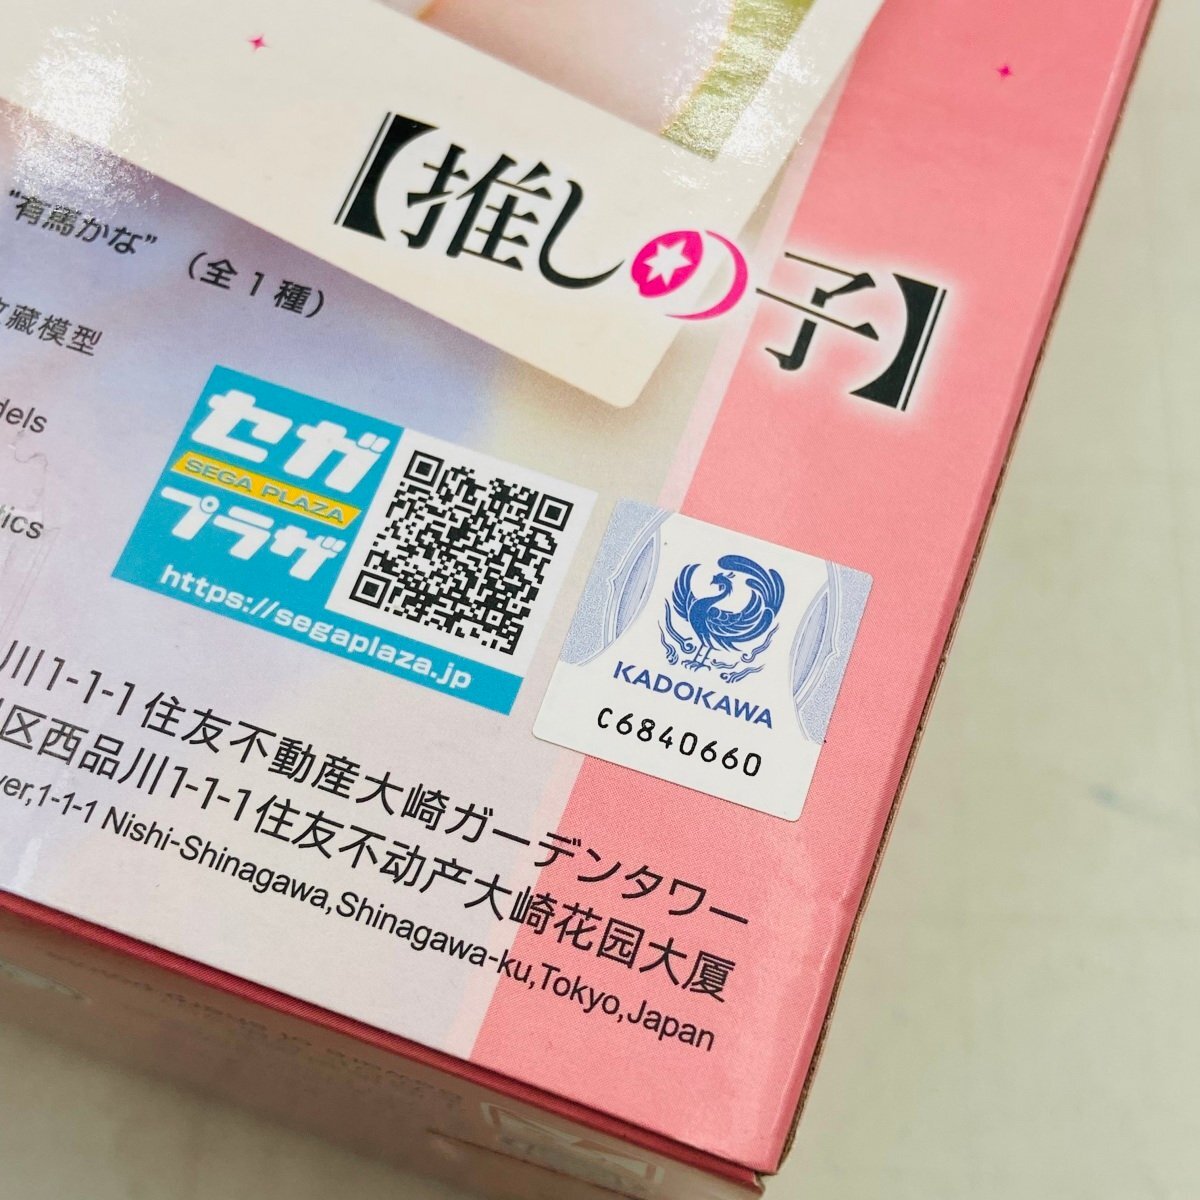 【推しの子】
"有馬かな" (全1種)
收藏模型
セガ
SEGA PLAZA
プラザ
https://segaplaza.jp
KADOKAWA
C6840660
川1-1-1 住友不動産大崎ガーデンタワー
区西品川1-1-1 住友不动产大崎花园大厦
1-1-1 Nishi-Shinagawa,Shinagawa-ku,Tokyo,Japan